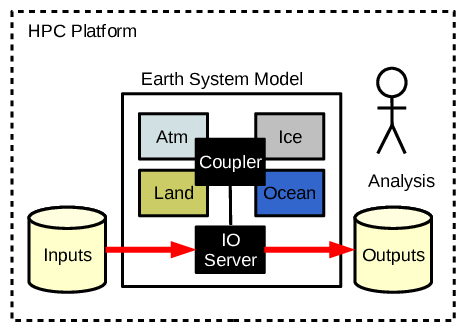 HPC Platform
Earth System Model
Atm
Ice
Coupler
Land
Ocean
Analysis
Inputs
IO
Server
Outputs